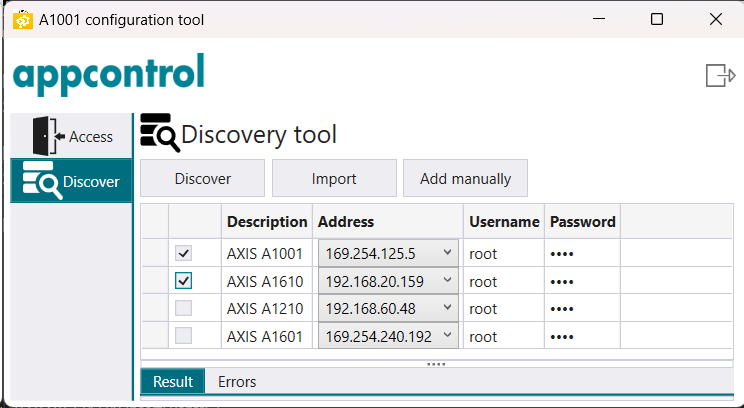 A1001 configuration tool
appcontrol
Access
Discover
Discovery tool
Discover Import Add manually
Description Address Username Password
AXIS A1001 169.254.125.5 root ••••
AXIS A1610 192.168.20.159 root ••••
AXIS A1210 192.168.60.48 root ••••
AXIS A1601 169.254.240.192 root ••••
Result Errors